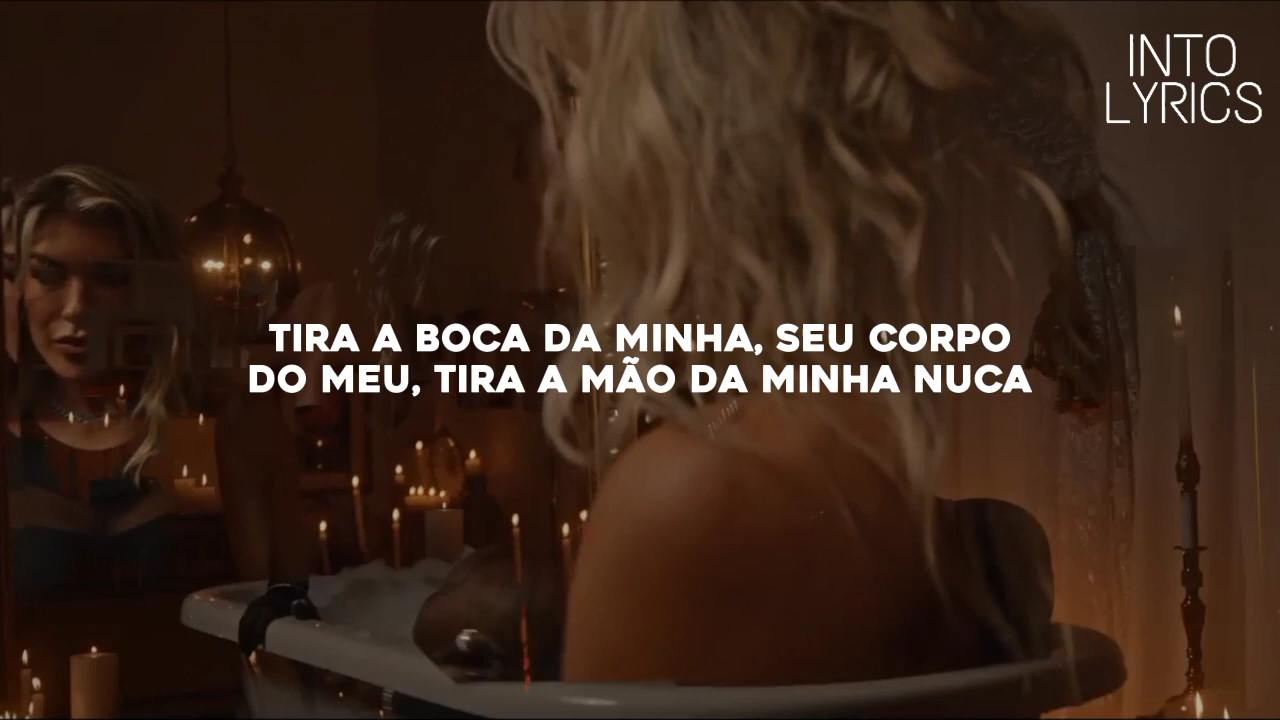 INTO
LYRICS
TIRA A BOCA DA MINHA, SEU CORPO
DO MEU, TIRA A MÃO DA MINHA NUCA